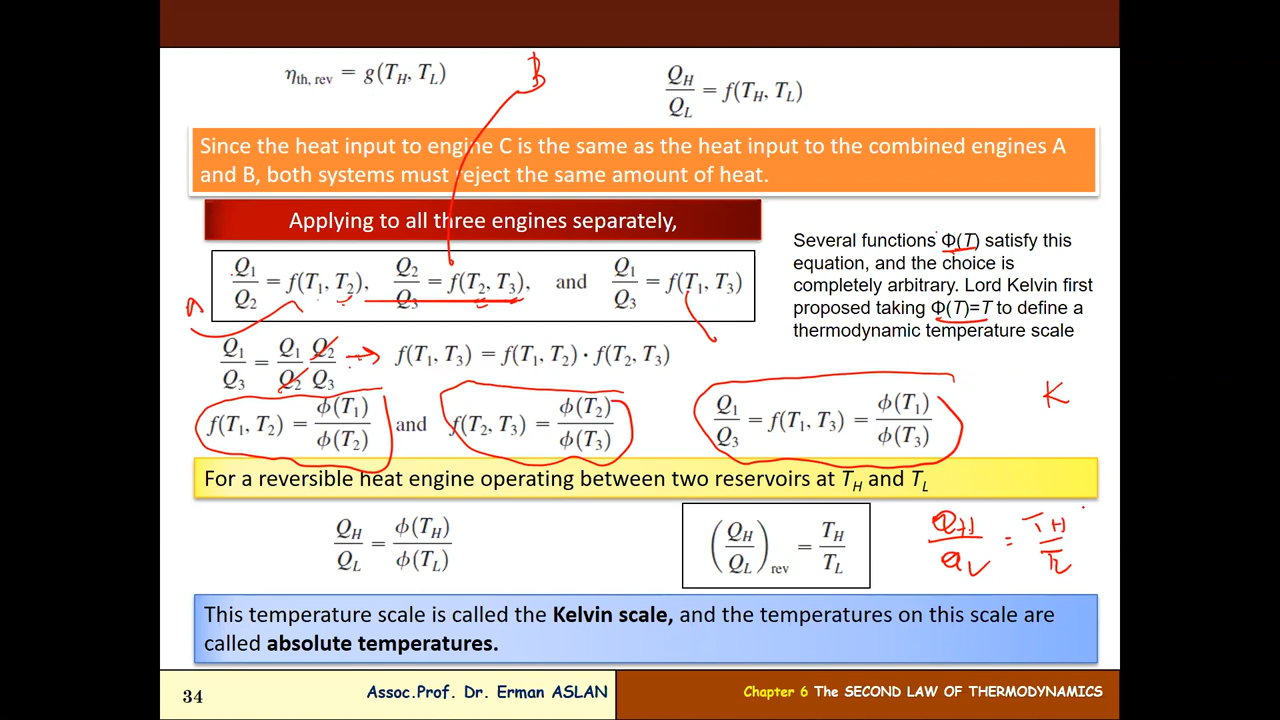 η th, rev = g(T_H, T_L)
B
Q_H / Q_L = f(T_H, T_L)
Since the heat input to engine C is the same as the heat input to the combined engines A
and B, both systems must reject the same amount of heat.
Applying to all three engines separately,
Q_1 / Q_2 = f(T_1, T_2), Q_2 / Q_3 = f(T_2, T_3), and Q_1 / Q_3 = f(T_1, T_3)
Several functions Φ(T) satisfy this
equation, and the choice is
completely arbitrary. Lord Kelvin first
proposed taking Φ(T)=T to define a
thermodynamic temperature scale
A
Q_1 / Q_3 = Q_1 / Q_2 Q_2 / Q_3 → f(T_1, T_3) = f(T_1, T_2) · f(T_2, T_3)
f(T_1, T_2) = ϕ(T_1) / ϕ(T_2) and f(T_2, T_3) = ϕ(T_2) / ϕ(T_3)
Q_1 / Q_3 = f(T_1, T_3) = ϕ(T_1) / ϕ(T_3)
K
For a reversible heat engine operating between two reservoirs at T_H and T_L
Q_H / Q_L = ϕ(T_H) / ϕ(T_L)
(Q_H / Q_L) rev = T_H / T_L
Q_H / Q_L = T_H / T_L
This temperature scale is called the Kelvin scale, and the temperatures on this scale are
called absolute temperatures.
34
Assoc.Prof. Dr. Erman ASLAN
Chapter 6 The SECOND LAW OF THERMODYNAMICS